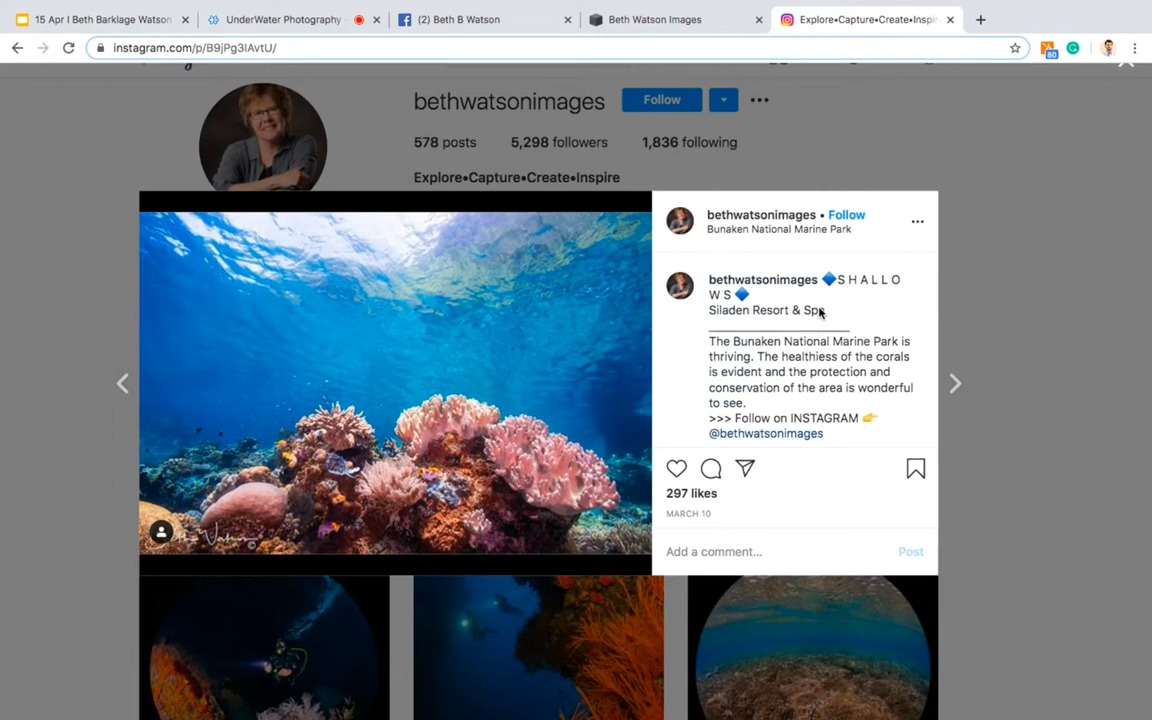 15 Apr I Beth Barklage Watson
UnderWater Photography
(2) Beth B Watson
Beth Watson Images
Explore•Capture•Create•Inspi
instagram.com/p/B9jPg3IAvtU/
60
bethwatsonimages
Follow
578 posts 5,298 followers 1,836 following
Explore•Capture•Create•Inspire
bethwatsonimages • Follow
Bunaken National Marine Park
bethwatsonimages 🔷S H A L L O
W S🔷
Siladen Resort & Spa
____________________
The Bunaken National Marine Park is
thriving. The healthiess of the corals
is evident and the protection and
conservation of the area is wonderful
to see.
>>> Follow on INSTAGRAM 👉
@bethwatsonimages
297 likes
MARCH 10
Add a comment... Post